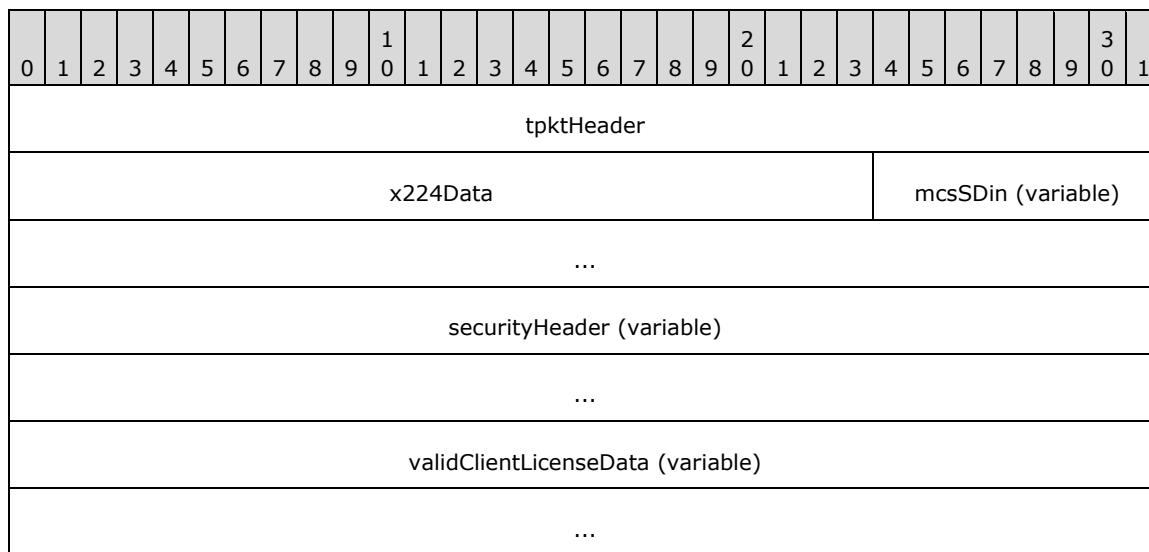 1 2 3
0 1 2 3 4 5 6 7 8 9 0 1 2 3 4 5 6 7 8 9 0 1 2 3 4 5 6 7 8 9 0 1
tpktHeader
x224Data mcsSDin (variable)
...
securityHeader (variable)
...
validClientLicenseData (variable)
...